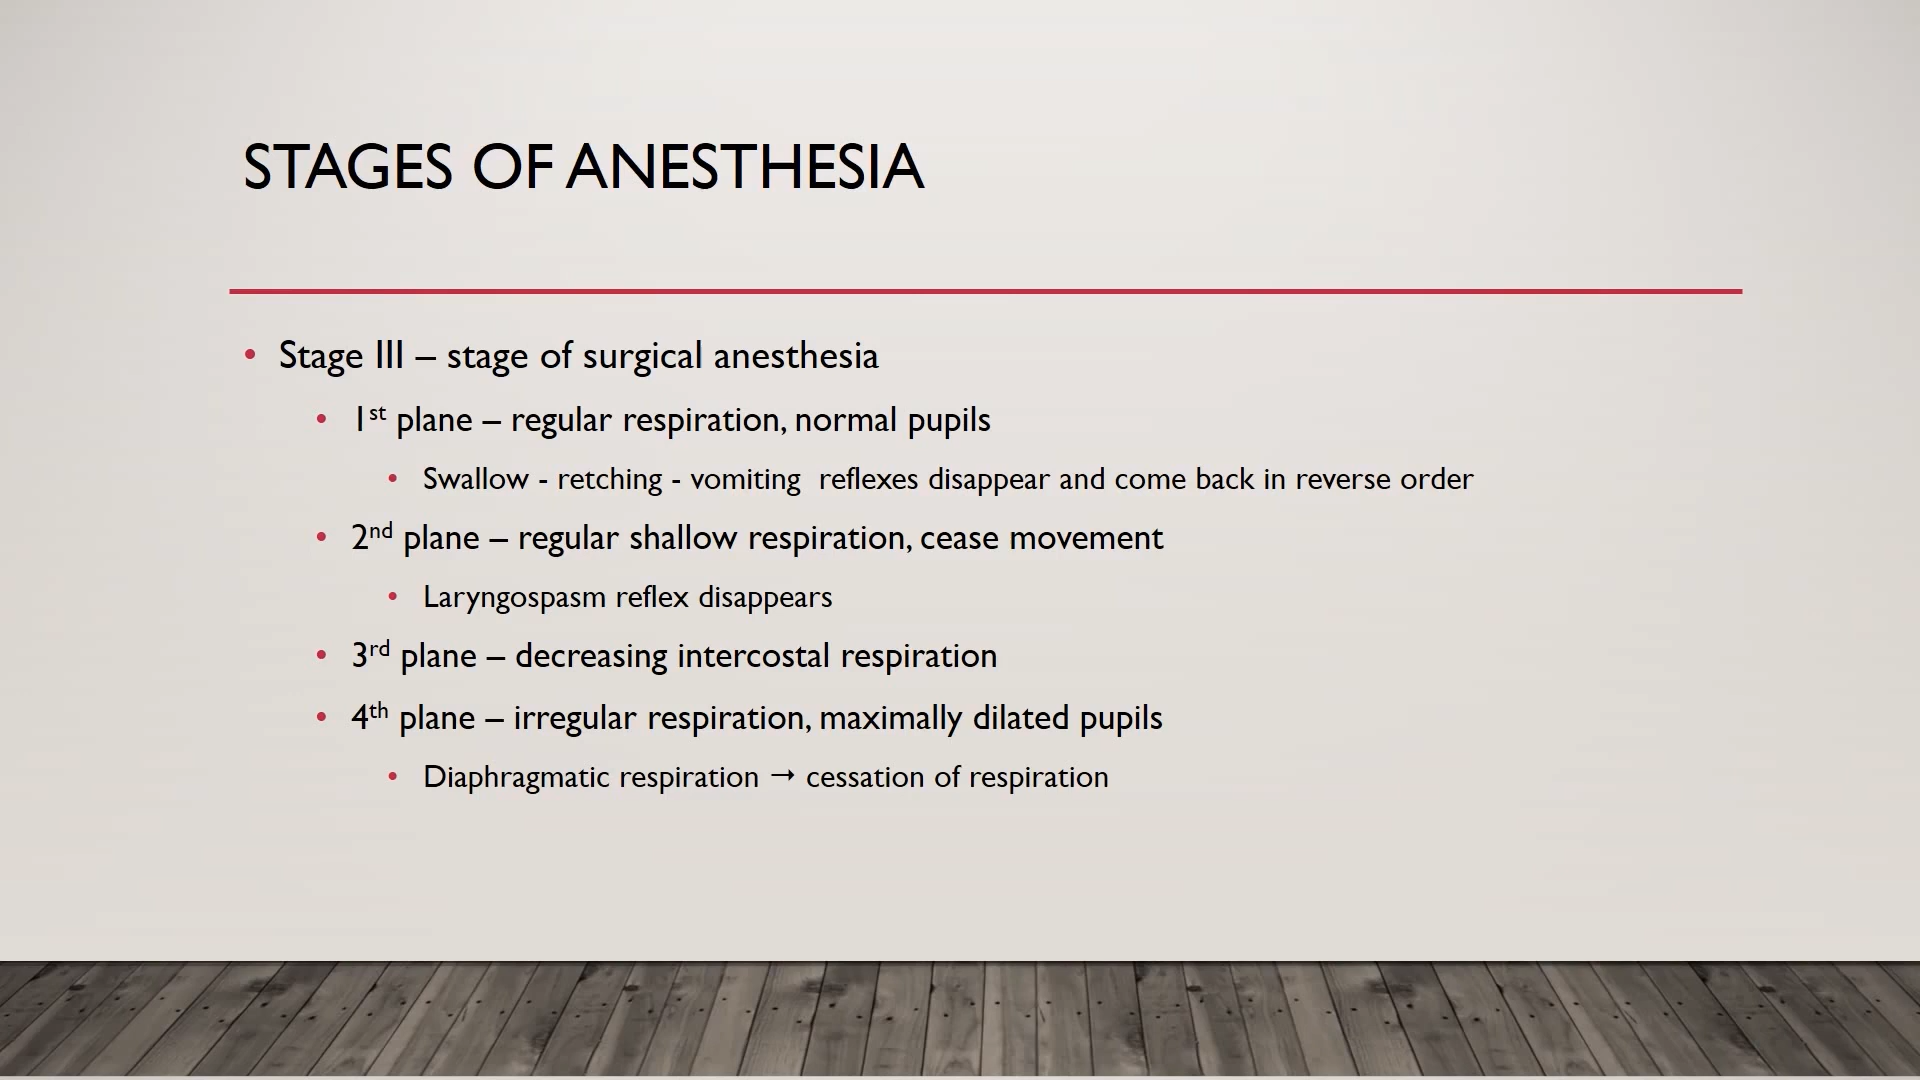 STAGES OF ANESTHESIA
• Stage III – stage of surgical anesthesia
• 1st plane – regular respiration, normal pupils
• Swallow - retching - vomiting  reflexes disappear and come back in reverse order
• 2nd plane – regular shallow respiration, cease movement
• Laryngospasm reflex disappears
• 3rd plane – decreasing intercostal respiration
• 4th plane – irregular respiration, maximally dilated pupils
• Diaphragmatic respiration → cessation of respiration